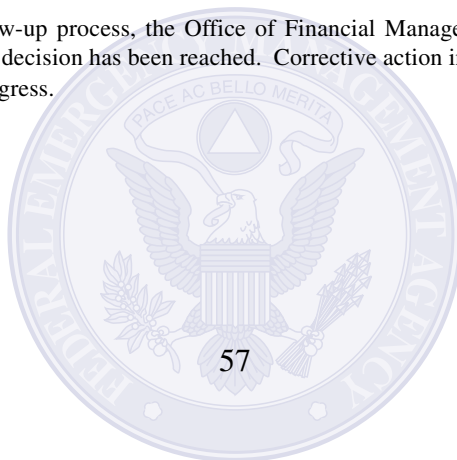 w-up process, the Office of Financial Manage
decision has been reached. Corrective action i
gress.
PACE AC BELLO MERITA
FEDERAL EMERGENCY MANAGEMENT AGENCY
57